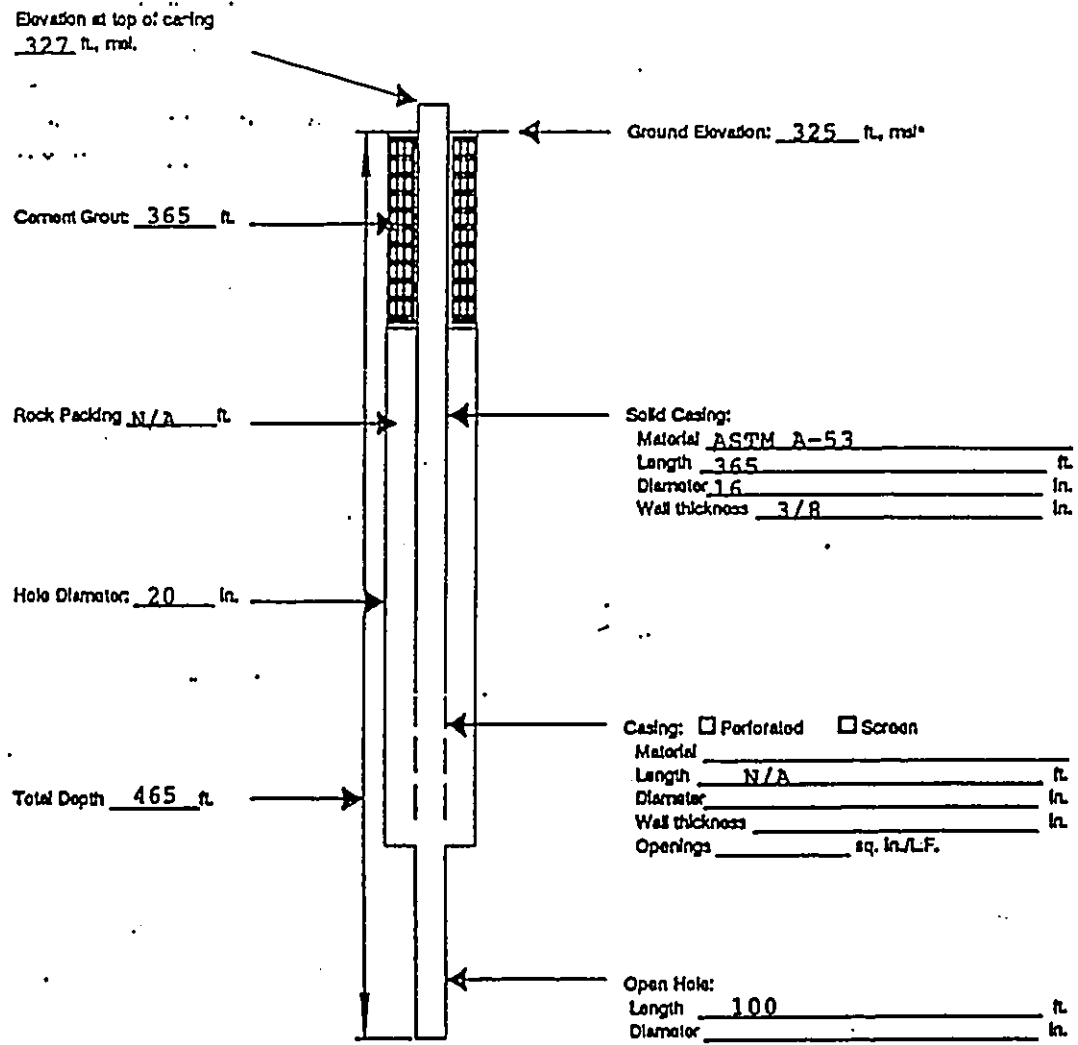 Elevation at top of casing
327 ft., msl.
Ground Elevation: 325 ft., msl*
Cement Grout: 365 ft.
Rock Packing N/A ft.
Solid Casing:
Material ASTM A-53
Length 365 ft.
Diameter 16 in.
Wall thickness 3/8 in.
Hole Diameter: 20 in.
Casing: ☐ Perforated ☐ Screen
Material
Length N/A ft.
Diameter in.
Wall thickness in.
Openings sq. in./L.F.
Total Depth 465 ft.
Open Hole:
Length 100 ft.
Diameter in.